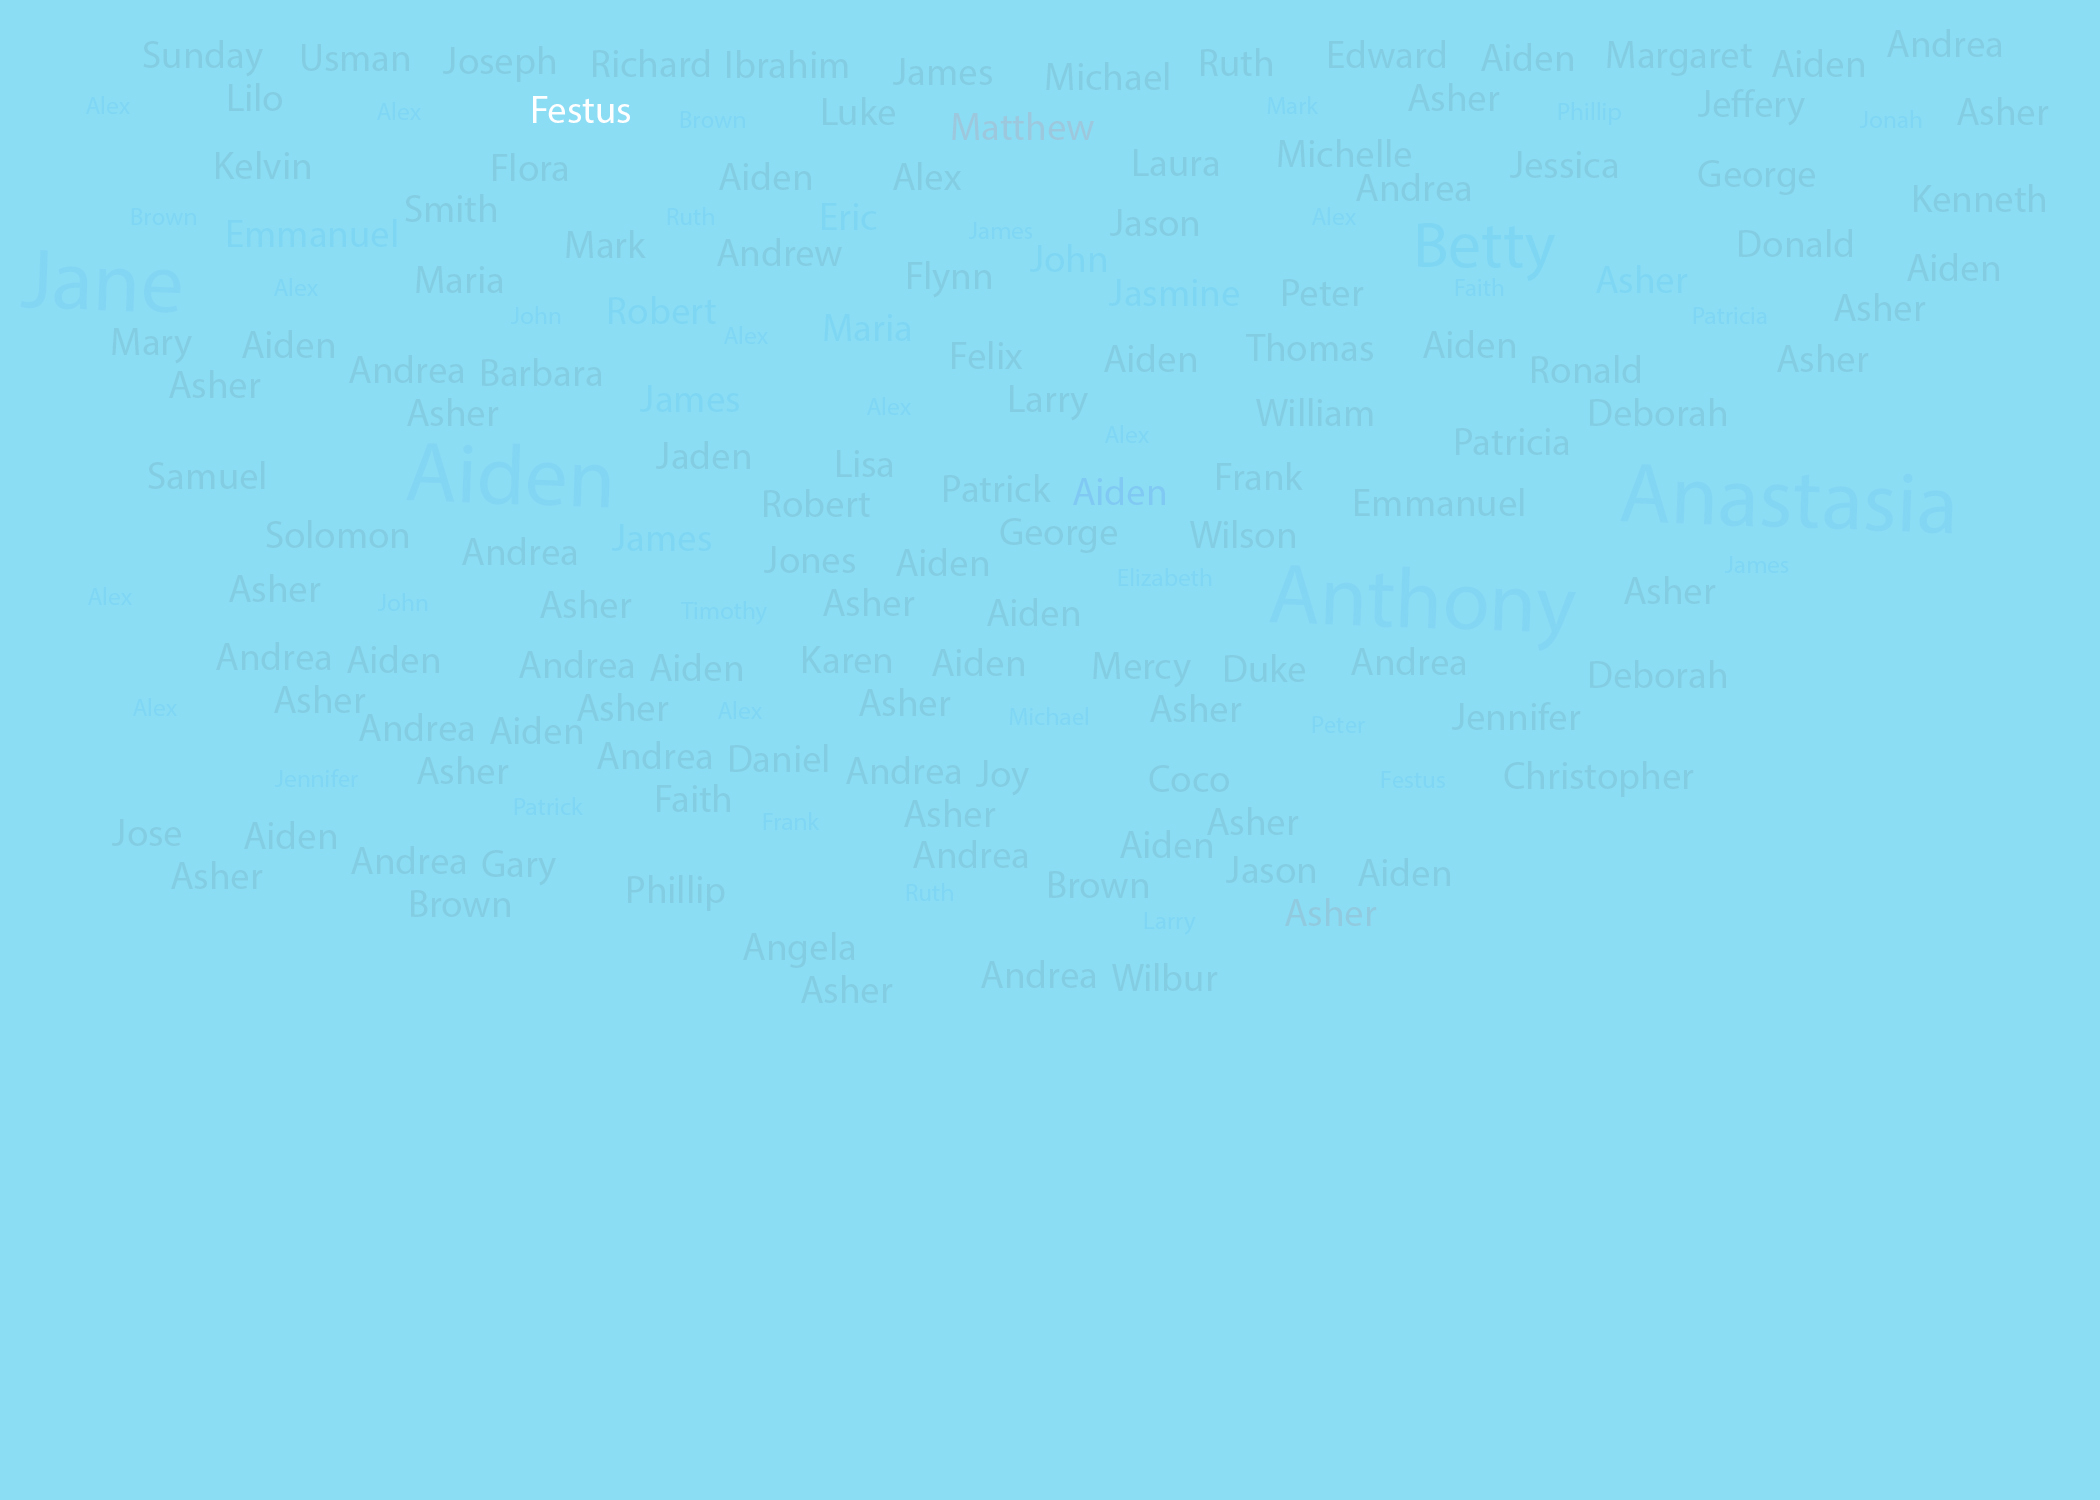 Sunday Usman Joseph Richard Ibrahim James Michael Ruth Edward Aiden Margaret Aiden Andrea
Alex Lilo Alex Festus Brown Luke Matthew Mark Asher Phillip Jeffery Jonah Asher
Kelvin Flora Aiden Alex Laura Michelle Jessica George
Andrea Kenneth
Brown Emmanuel Smith Ruth Eric James Jason Alex
Mark Andrew John Betty Donald
Jane Alex Maria Flynn Jasmine Peter Faith Asher Aiden
John Robert Alex Maria Patricia Asher
Mary Aiden Felix Aiden Thomas Aiden Asher
Asher Andrea Barbara Ronald
Asher James Alex Larry William Deborah
Alex Patricia
Samuel Aiden Jaden Lisa Patrick Aiden Frank Anastasia
Robert Emmanuel
Solomon Andrea James George Wilson
Jones Aiden Elizabeth James
Alex Asher John Asher Timothy Asher Aiden Anthony Asher
Andrea Aiden Andrea Aiden Karen Aiden Mercy Duke Andrea Deborah
Alex Asher Asher Alex Asher Michael Asher Peter Jennifer
Andrea Aiden
Jennifer Asher Andrea Daniel Andrea Joy Coco Festus Christopher
Patrick Faith Frank Asher Asher
Jose Aiden Andrea Aiden
Asher Andrea Gary Jason Aiden
Brown Phillip Ruth Brown Asher
Larry
Angela
Asher Andrea Wilbur